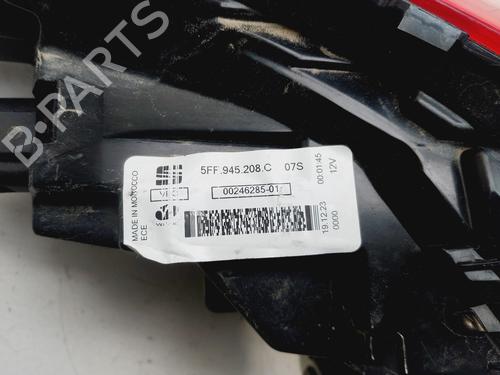 B-PARTS
5FF.945.208.C 07S
00246285-01
MADE IN MOROCCO
ECE
00:01:45
12V
19.12.23
0000